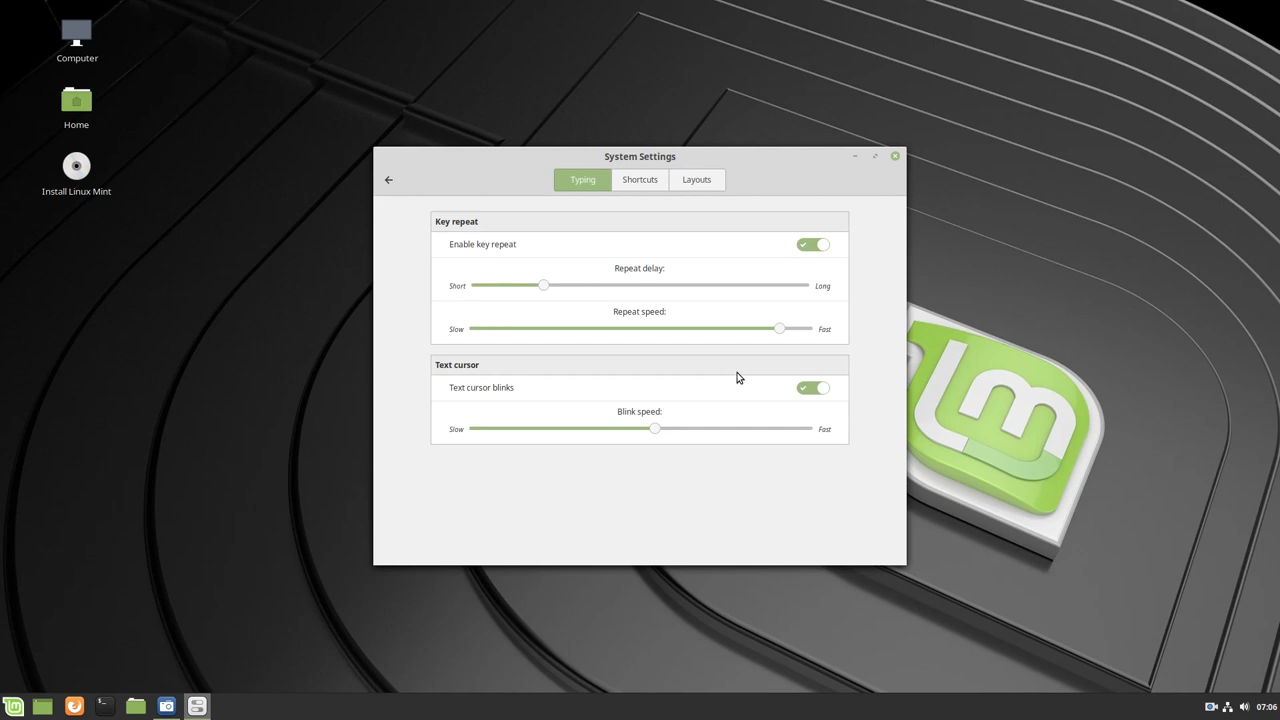 Computer
Home
Install Linux Mint
System Settings
Typing
Shortcuts
Layouts
Key repeat
Enable key repeat
Repeat delay:
Short
Long
Repeat speed:
Slow
Fast
Text cursor
Text cursor blinks
Blink speed:
Slow
Fast
07:06